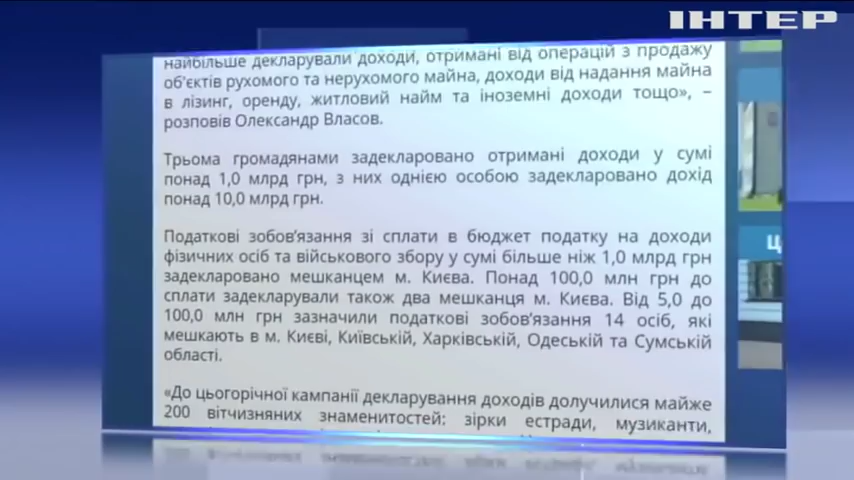 ІНТЕР
найбільше декларували доходи, отримані від операцій з продажу
об'єктів рухомого та нерухомого майна, доходи від надання майна
в лізинг, оренду, житловий найм та іноземні доходи тощо», –
розповів Олександр Власов.
Трьома громадянами задекларовано отримані доходи у сумі
понад 1,0 млрд грн, з них однією особою задекларовано дохід
понад 10,0 млрд грн.
Податкові зобов'язання зі сплати в бюджет податку на доходи
фізичних осіб та військового збору у сумі більше ніж 1,0 млрд грн
задекларовано мешканцем м. Києва. Понад 100,0 млн грн до
сплати задекларували також два мешканця м. Києва. Від 5,0 до
100,0 млн грн зазначили податкові зобов'язання 14 осіб, які
мешкають в м. Києві, Київській, Харківській, Одеській та Сумській
області.
«До цьогорічної кампанії декларування доходів долучилися майже
200 вітчизняних знаменитостей: зірки естради, музиканти,